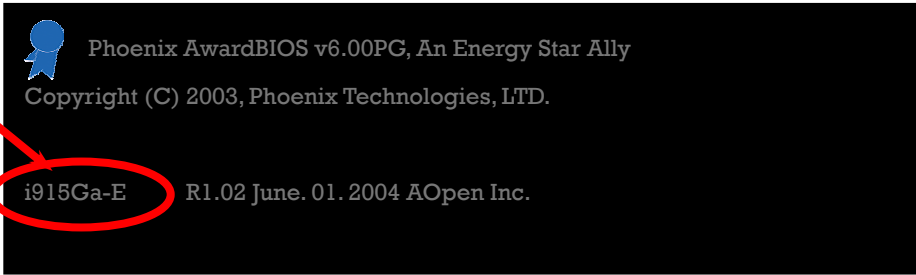 Phoenix AwardBIOS v6.00PG, An Energy Star Ally
Copyright (C) 2003, Phoenix Technologies, LTD.
i915Ga-E R1.02 June. 01. 2004 AOpen Inc.